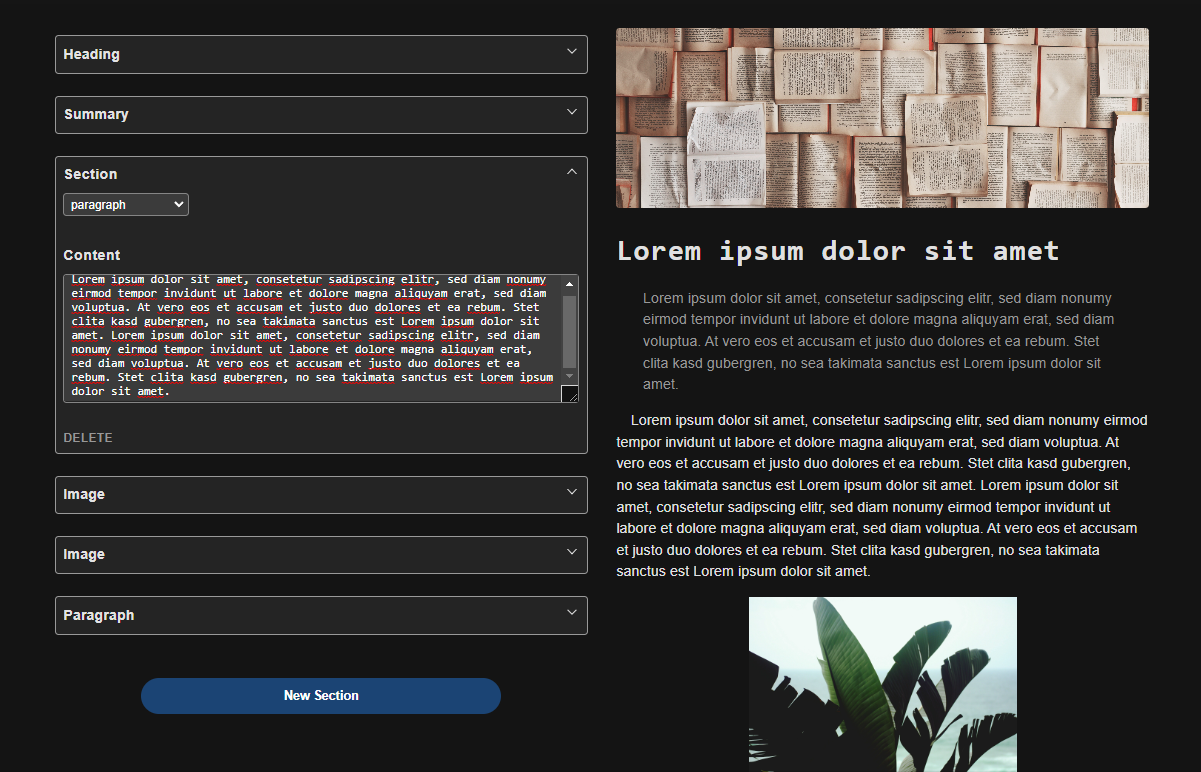 Heading
Summary
Section
paragraph
Content
Lorem ipsum dolor sit amet, consetetur sadipscing elitr, sed diam nonumy
eirmod tempor invidunt ut labore et dolore magna aliquyam erat, sed diam
voluptua. At vero eos et accusam et justo duo dolores et ea rebum. Stet
clita kasd gubergren, no sea takimata sanctus est Lorem ipsum dolor sit
amet. Lorem ipsum dolor sit amet, consetetur sadipscing elitr, sed diam
nonumy eirmod tempor invidunt ut labore et dolore magna aliquyam erat,
sed diam voluptua. At vero eos et accusam et justo duo dolores et ea
rebum. Stet clita kasd gubergren, no sea takimata sanctus est Lorem ipsum
dolor sit amet.
DELETE
Image
Image
Paragraph
New Section
Lorem ipsum dolor sit amet
Lorem ipsum dolor sit amet, consetetur sadipscing elitr, sed diam nonumy
eirmod tempor invidunt ut labore et dolore magna aliquyam erat, sed diam
voluptua. At vero eos et accusam et justo duo dolores et ea rebum. Stet
clita kasd gubergren, no sea takimata sanctus est Lorem ipsum dolor sit
amet.
Lorem ipsum dolor sit amet, consetetur sadipscing elitr, sed diam nonumy eirmod
tempor invidunt ut labore et dolore magna aliquyam erat, sed diam voluptua. At
vero eos et accusam et justo duo dolores et ea rebum. Stet clita kasd gubergren,
no sea takimata sanctus est Lorem ipsum dolor sit amet. Lorem ipsum dolor sit
amet, consetetur sadipscing elitr, sed diam nonumy eirmod tempor invidunt ut
labore et dolore magna aliquyam erat, sed diam voluptua. At vero eos et accusam
et justo duo dolores et ea rebum. Stet clita kasd gubergren, no sea takimata
sanctus est Lorem ipsum dolor sit amet.